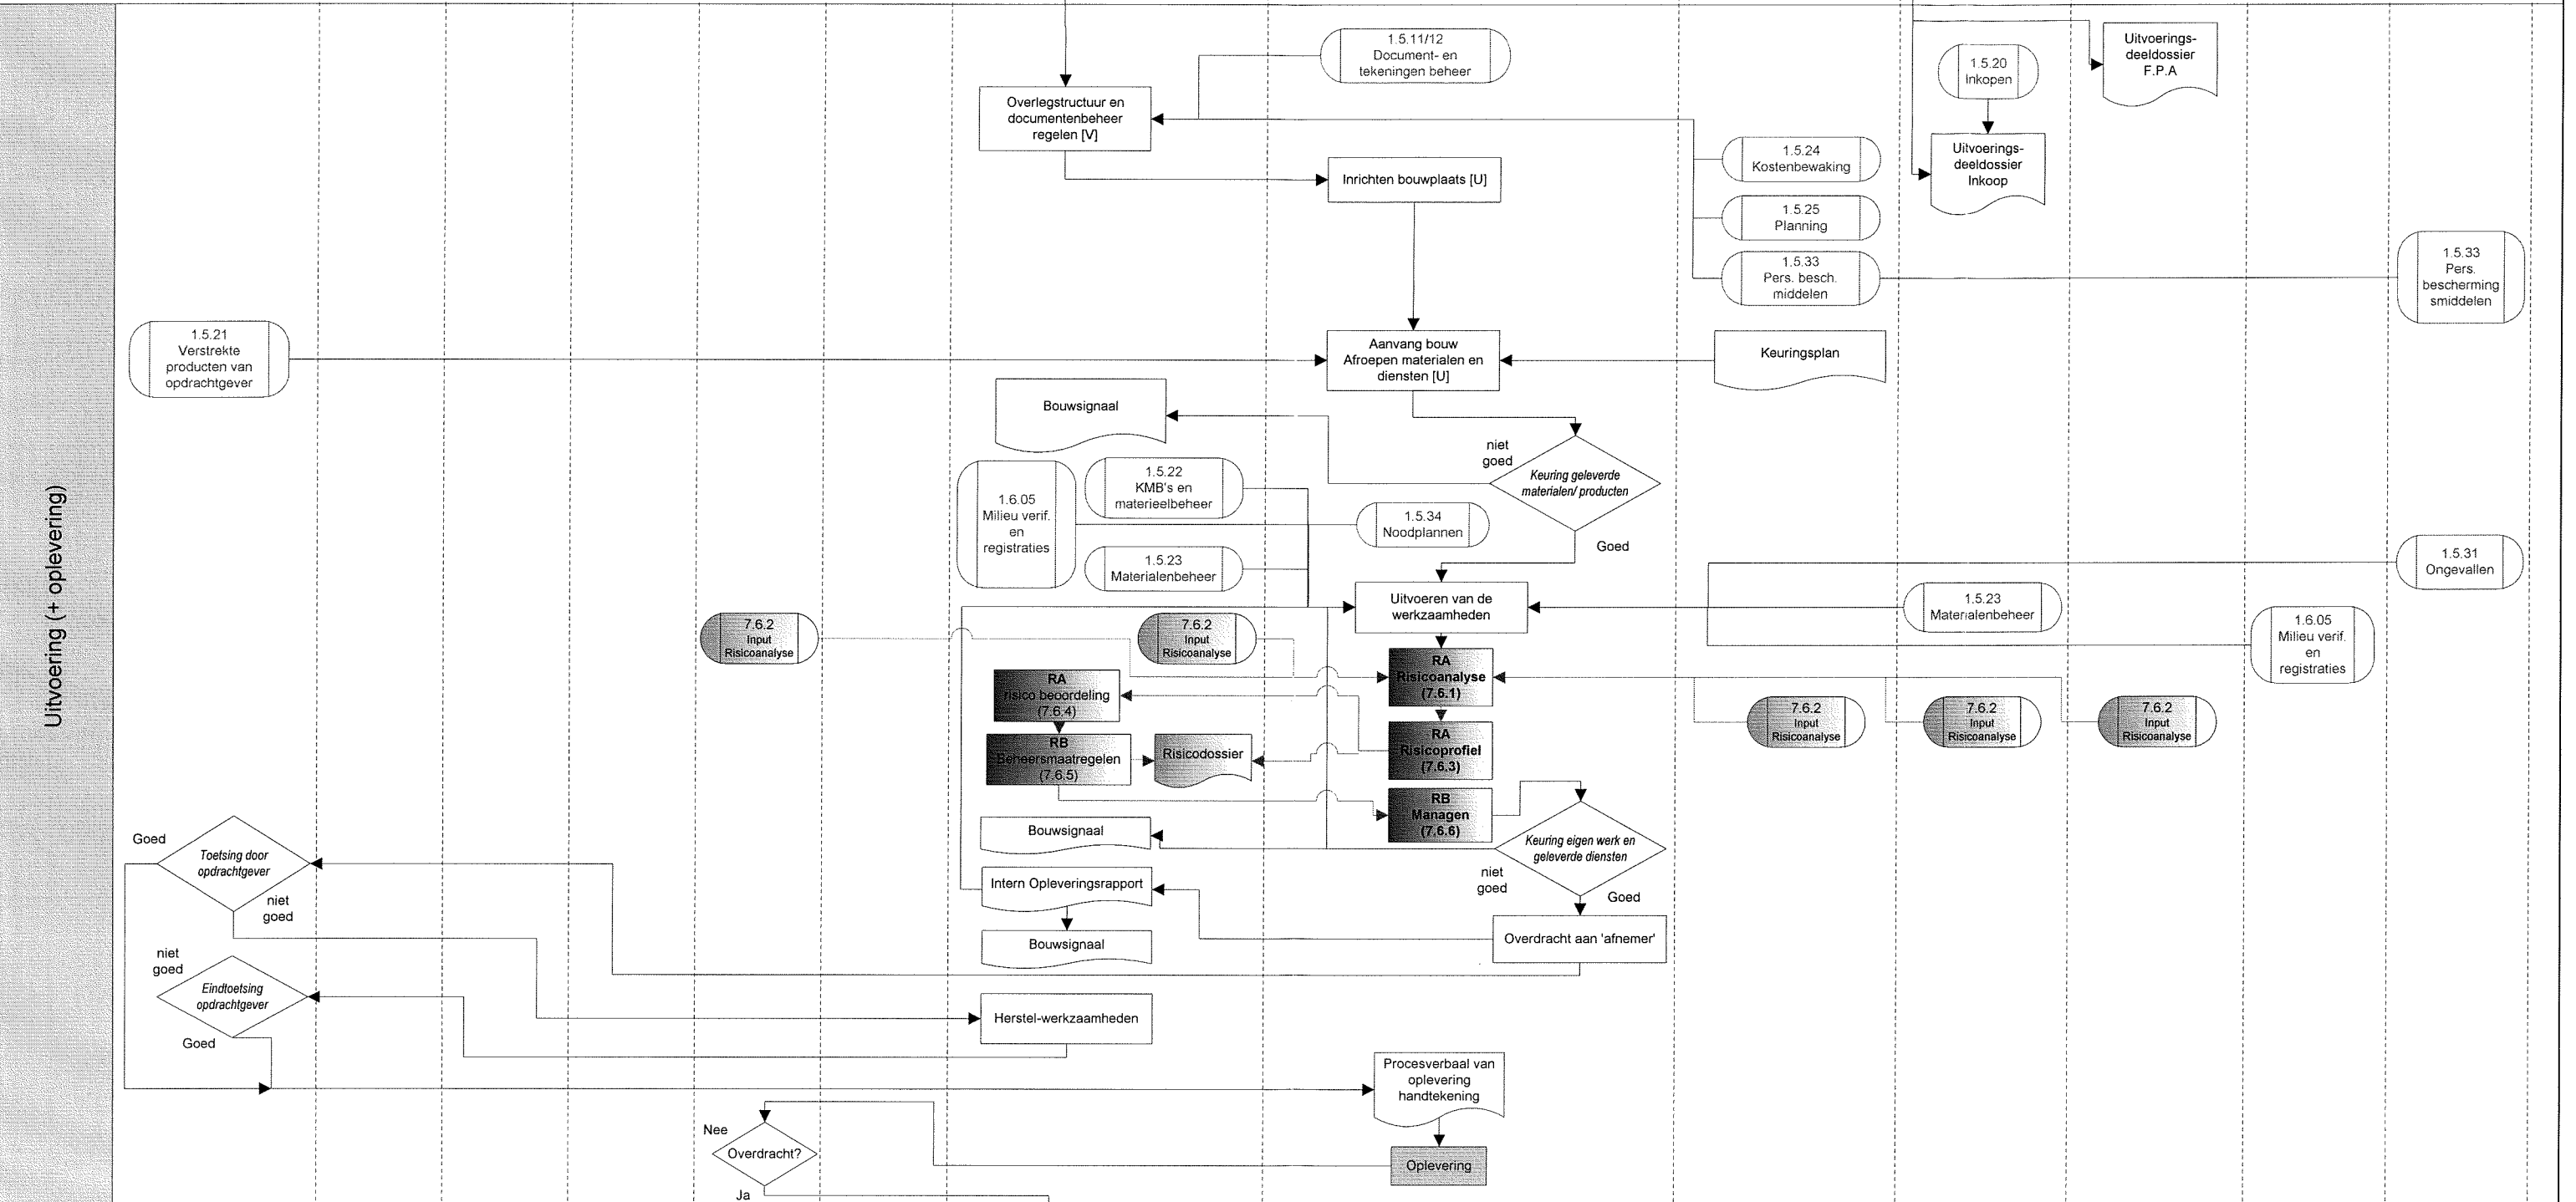 Uitvoering (+ oplevering)
1.5.11/12
Document- en
tekeningen beheer
Uitvoerings-
deeldossier
F.P.A
1.5.20
Inkopen
Overlegstructuur en
documentenbeheer
regelen [V]
Uitvoerings-
deeldossier
Inkoop
1.5.24
Kostenbewaking
Inrichten bouwplaats [U]
1.5.25
Planning
1.5.33
Pers. besch.
middelen
1.5.33
Pers.
bescherming
smiddelen
1.5.21
Verstrekte
producten van
opdrachtgever
Aanvang bouw
Afroepen materialen en
diensten [U]
Keuringsplan
Bouwsignaal
niet
goed
Keuring geleverde
materialen/ producten
Goed
1.6.05
Milieu verif.
en
registraties
1.5.22
KMB's en
materieelbeheer
1.5.34
Noodplannen
1.5.23
Materialenbeheer
1.5.31
Ongevallen
Uitvoeren van de
werkzaamheden
1.5.23
Materialenbeheer
1.6.05
Milieu verif.
en
registraties
7.6.2
Input
Risicoanalyse
7.6.2
Input
Risicoanalyse
RA
Risicoanalyse
(7.6.1)
RA
risico beoordeling
(7.6.4)
7.6.2
Input
Risicoanalyse
7.6.2
Input
Risicoanalyse
7.6.2
Input
Risicoanalyse
RB
Beheersmaatregelen
(7.6.5)
Risicodossier
RA
Risicoprofiel
(7.6.3)
RB
Managen
(7.6.6)
Bouwsignaal
Keuring eigen werk en
geleverde diensten
niet
goed
Goed
Goed
Toetsing door
opdrachtgever
niet
goed
Intern Opleveringsrapport
Bouwsignaal
Overdracht aan 'afnemer'
niet
goed
Eindtoetsing
opdrachtgever
Goed
Herstel-werkzaamheden
Procesverbaal van
oplevering
handtekening
Nee
Overdracht?
Ja
Oplevering